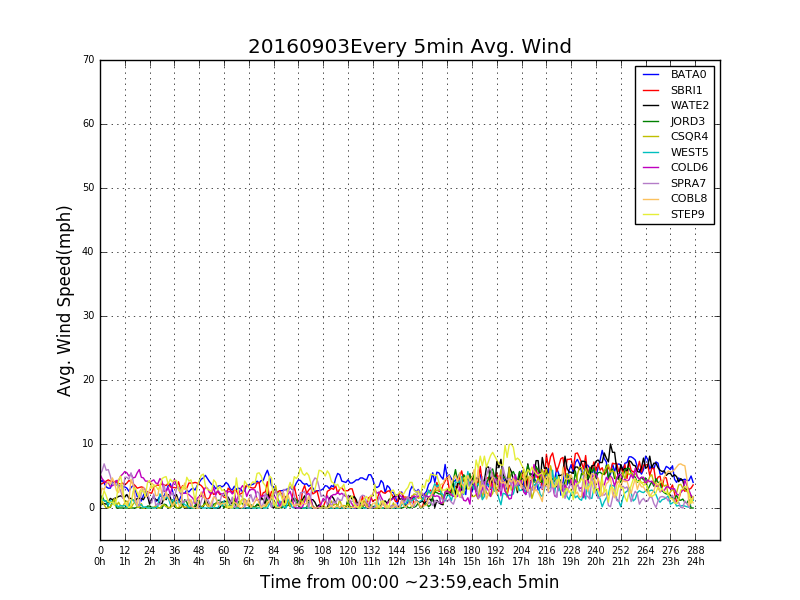 20160903Every 5min Avg. Wind
70
60
50
40
30
20
10
0
Avg. Wind Speed(mph)
BATA0
SBRI1
WATE2
JORD3
CSQR4
WEST5
COLD6
SPRA7
COBL8
STEP9
0 12 24 36 48 60 72 84 96 108 120 132 144 156 168 180 192 204 216 228 240 252 264 276 288
0h 1h 2h 3h 4h 5h 6h 7h 8h 9h 10h 11h 12h 13h 14h 15h 16h 17h 18h 19h 20h 21h 22h 23h 24h
Time from 00:00 ~23:59,each 5min